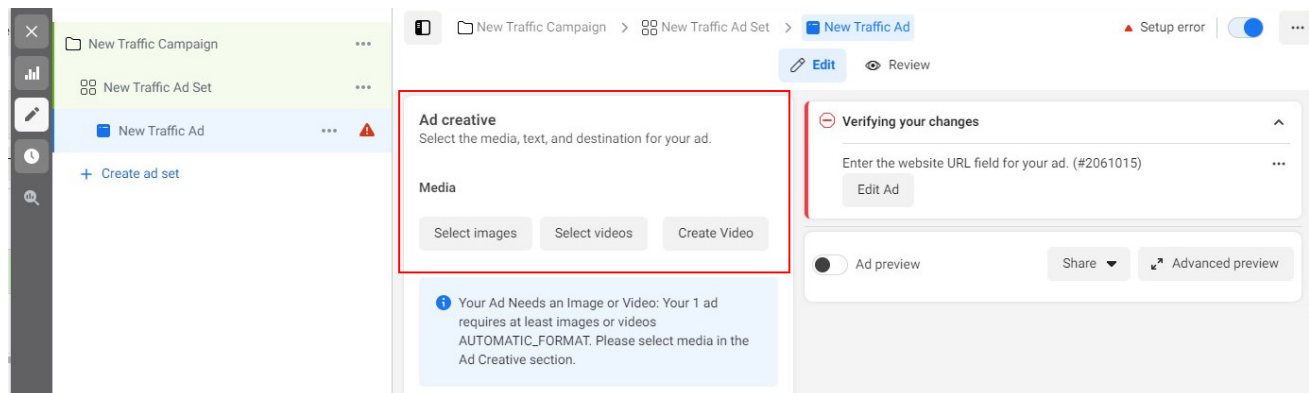 New Traffic Campaign
New Traffic Ad Set
New Traffic Ad
+ Create ad set
New Traffic Campaign > New Traffic Ad Set > New Traffic Ad
Setup error
Edit
Review
Ad creative
Select the media, text, and destination for your ad.
Media
Select images
Select videos
Create Video
Your Ad Needs an Image or Video: Your 1 ad
requires at least images or videos
AUTOMATIC_FORMAT. Please select media in the
Ad Creative section.
Verifying your changes
Enter the website URL field for your ad. (#2061015)
Edit Ad
Ad preview
Share
Advanced preview